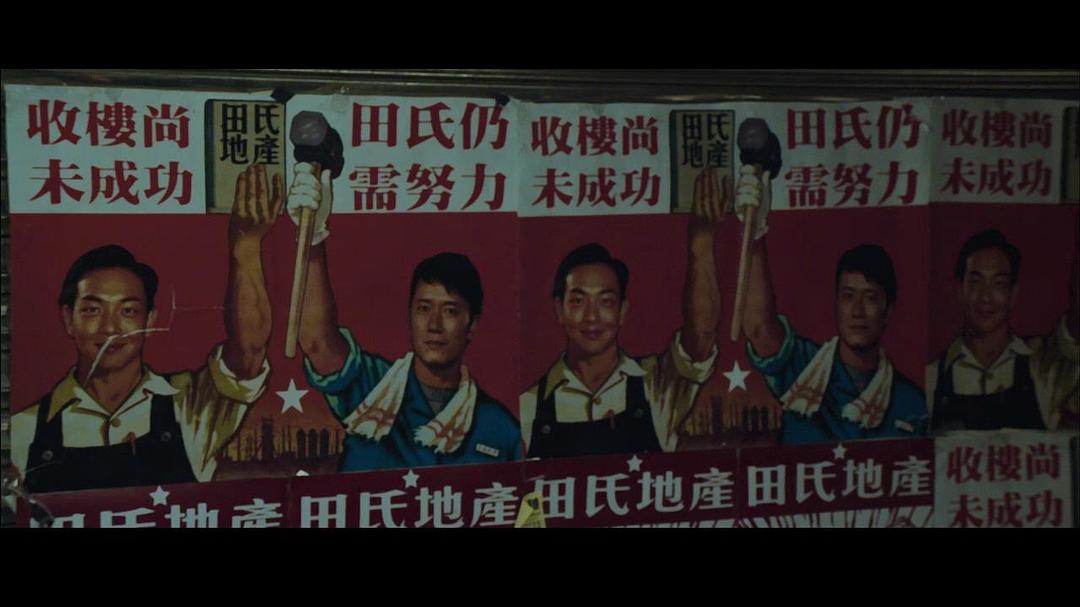 收樓尚
未成功
田氏
地產
田氏仍
需努力
收樓尚
未成功
田氏
地產
田氏仍
需努力
收樓尚
未成功
田氏地產
田氏地產
田氏地產
田氏地產
收樓尚
未成功